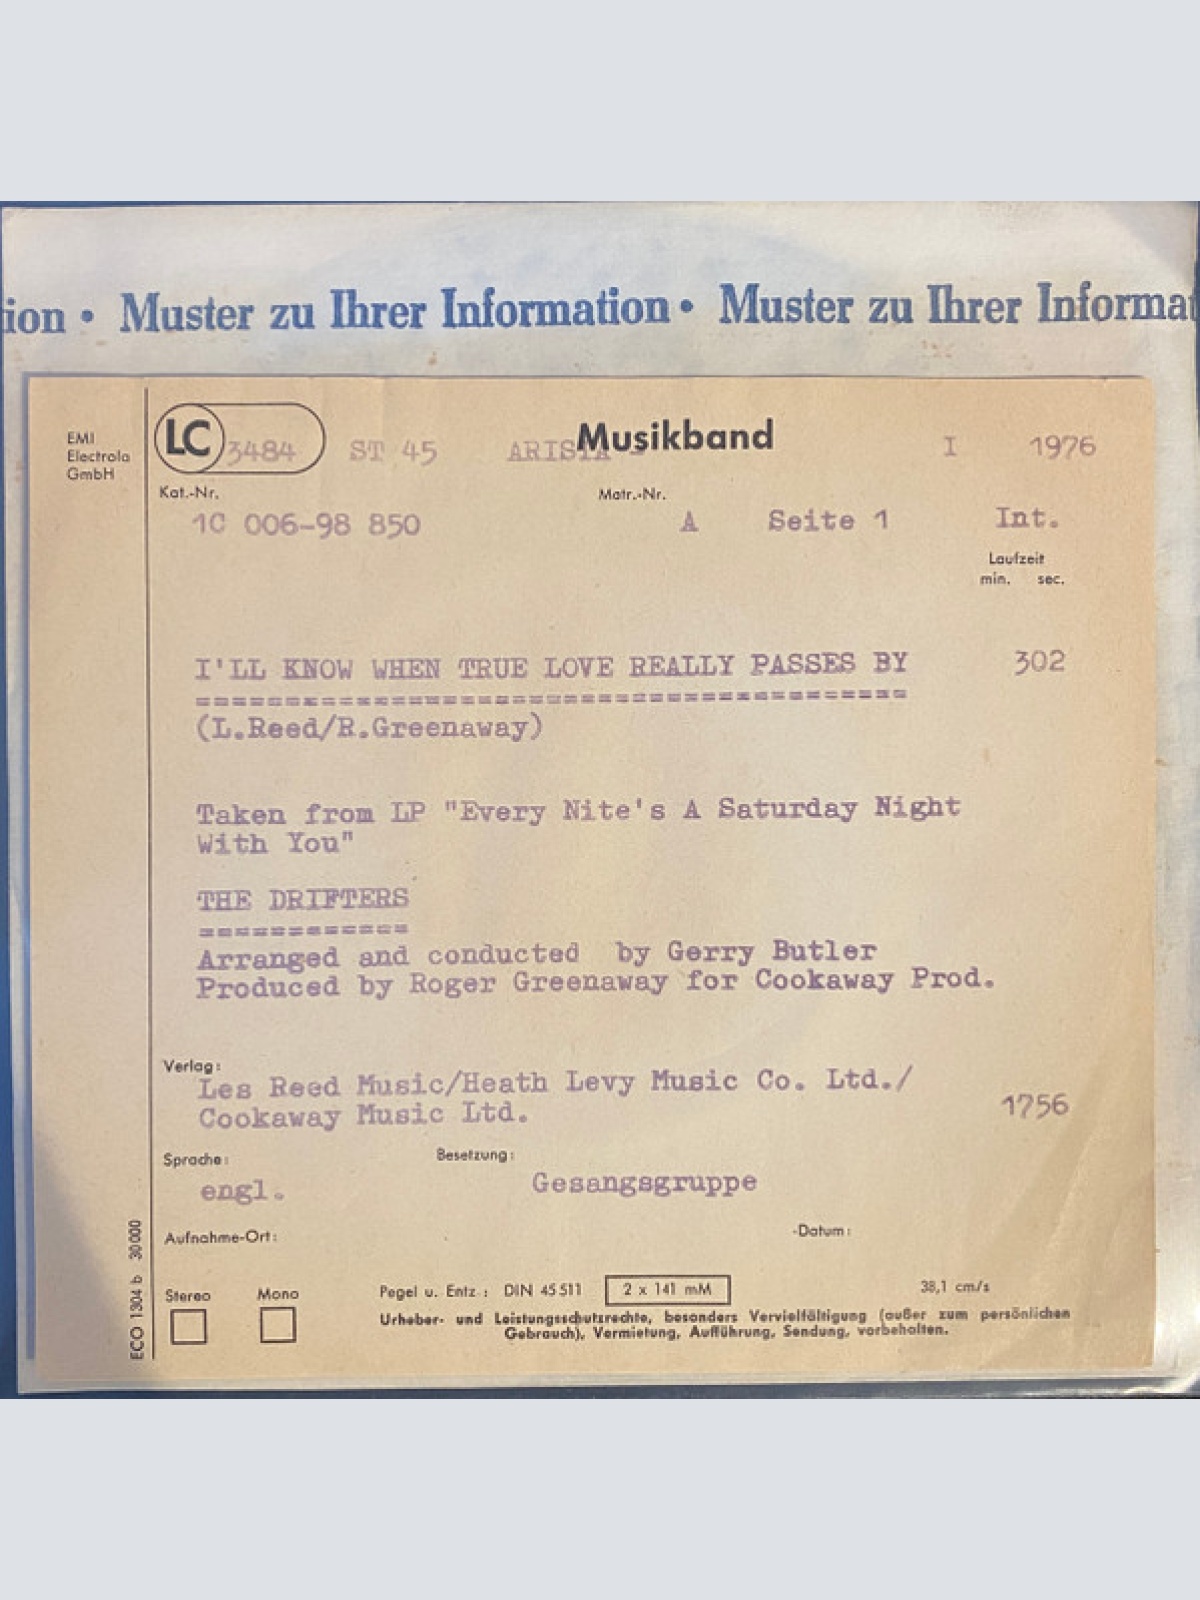 ion • Muster zu Ihrer Information • Muster zu Ihrer Informat
EMI
Electrola
GmbH
LC 3484 ST 45 ARISTA - Musikband I 1976
Kat.-Nr. Matr.-Nr.
1C 006-98 850 A Seite 1 Int.
Laufzeit
min. sec.
I'LL KNOW WHEN TRUE LOVE REALLY PASSES BY 302
(L.Reed/R.Greenaway)
Taken from LP "Every Nite's A Saturday Night
With You"
THE DRIFTERS
Arranged and conducted by Gerry Butler
Produced by Roger Greenaway for Cookaway Prod.
Verlag:
Les Reed Music/Heath Levy Music Co. Ltd./
Cookaway Music Ltd. 1756
Sprache: Besetzung:
engl. Gesangsgruppe
Aufnahme-Ort: -Datum:
Stereo Mono Pegel u. Entz.: DIN 45 511 2 x 141 mM 38,1 cm/s
Urheber- und Leistungsschutzrechte, besonders Vervielfältigung (außer zum persönlichen
Gebrauch), Vermietung, Aufführung, Sendung, vorbehalten.
ECO 1304 b 30 000